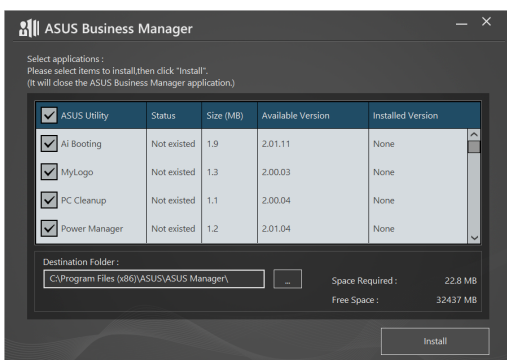 ASUS Business Manager
Select applications :
Please select items to install,then click "Install".
(It will close the ASUS Business Manager application.)
ASUS Utility Status Size (MB) Available Version Installed Version
Ai Booting Not existed 1.9 2.01.11 None
MyLogo Not existed 1.3 2.00.03 None
PC Cleanup Not existed 1.1 2.00.04 None
Power Manager Not existed 1.2 2.01.04 None
Destination Folder :
C:\Program Files (x86)\ASUS\ASUS Manager\ ...
Space Required : 22.8 MB
Free Space : 32437 MB
Install